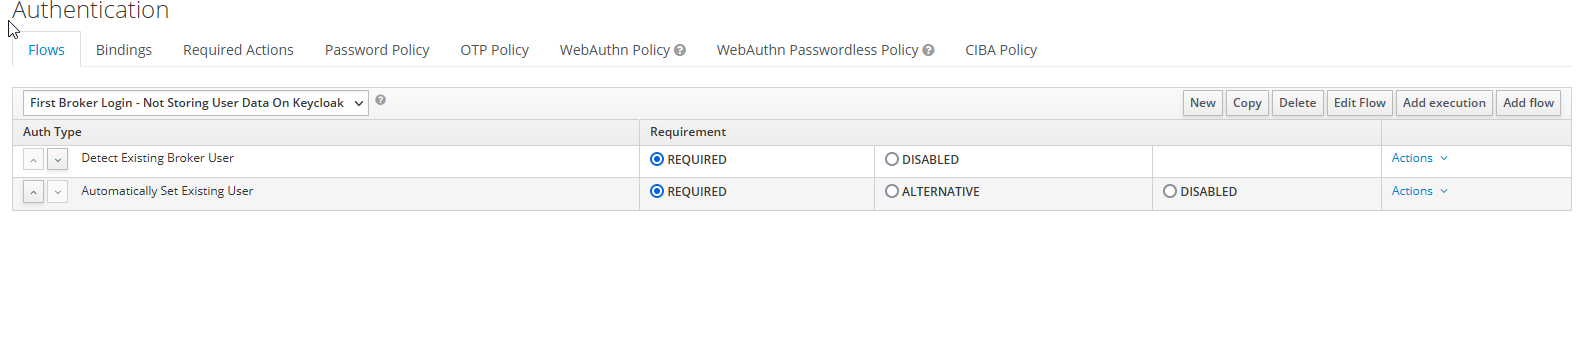 Authentication
Flows Bindings Required Actions Password Policy OTP Policy WebAuthn Policy WebAuthn Passwordless Policy CIBA Policy
First Broker Login - Not Storing User Data On Keycloak New Copy Delete Edit Flow Add execution Add flow
Auth Type Requirement
Detect Existing Broker User REQUIRED DISABLED Actions
Automatically Set Existing User REQUIRED ALTERNATIVE DISABLED Actions